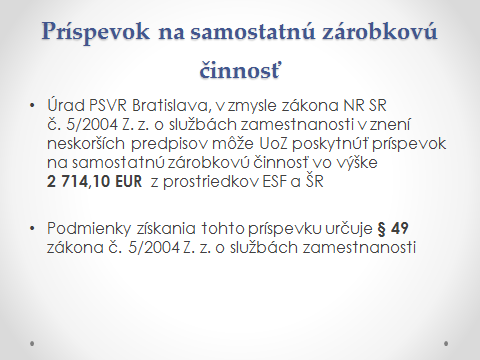 Príspevok na samostatnú zárobkovú
činnosť
• Úrad PSVR Bratislava, v zmysle zákona NR SR
č. 5/2004 Z. z. o službách zamestnanosti v znení
neskorších predpisov môže UoZ poskytnúť príspevok
na samostatnú zárobkovú činnosť vo výške
2 714,10 EUR z prostriedkov ESF a ŠR
• Podmienky získania tohto príspevku určuje § 49
zákona č. 5/2004 Z. z. o službách zamestnanosti